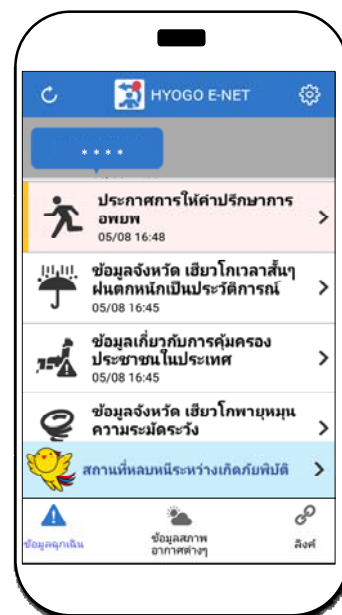 HYOGO E-NET
* * * *
ประกาศการให้คำปรึกษาการ
อพยพ
05/08 16:48
ข้อมูลจังหวัด เฮียวโกเวลาสั้นๆ
ฝนตกหนักเป็นประวัติการณ์
05/08 16:45
ข้อมูลเกี่ยวกับการคุ้มครอง
ประชาชนในประเทศ
05/08 16:45
ข้อมูลจังหวัด เฮียวโกพายุหมุน
ความระมัดระวัง
สถานที่หลบหนีระหว่างเกิดภัยพิบัติ
ข้อมูลฉุกเฉิน
ข้อมูลสภาพ
อากาศต่างๆ
ลิงค์